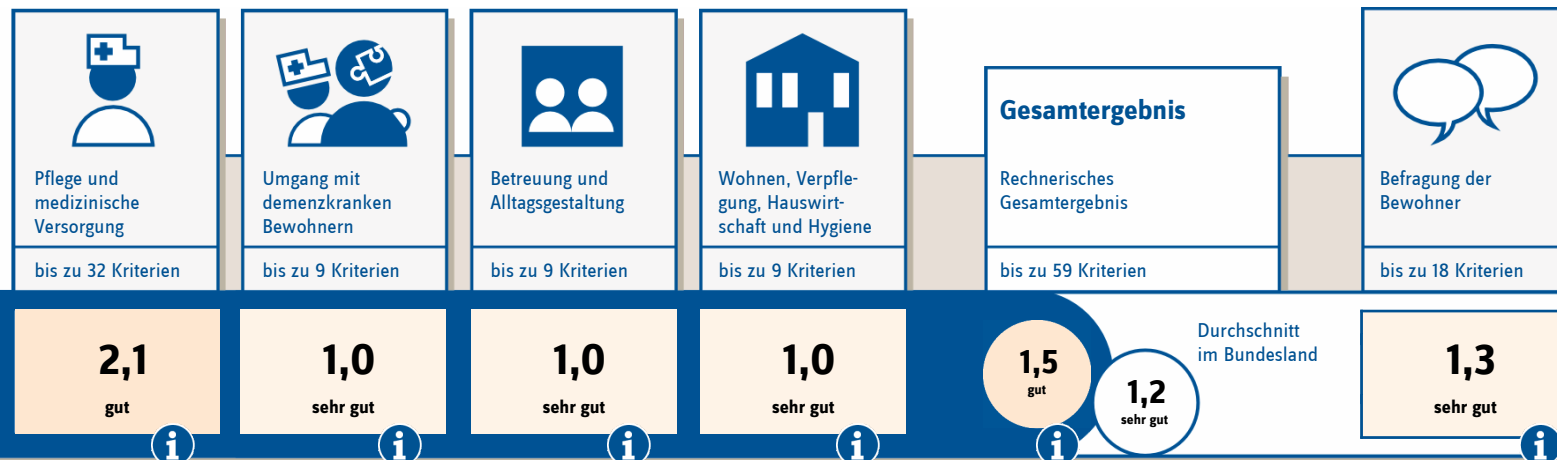 Pflege und
medizinische
Versorgung
bis zu 32 Kriterien
2,1
gut
i
Umgang mit
demenzkranken
Bewohnern
bis zu 9 Kriterien
1,0
sehr gut
i
Betreuung und
Alltagsgestaltung
bis zu 9 Kriterien
1,0
sehr gut
i
Wohnen, Verpfle-
gung, Hauswirt-
schaft und Hygiene
bis zu 9 Kriterien
1,0
sehr gut
i
Gesamtergebnis
Rechnerisches
Gesamtergebnis
bis zu 59 Kriterien
1,5
gut
i
Durchschnitt
im Bundesland
1,2
sehr gut
Befragung der
Bewohner
bis zu 18 Kriterien
1,3
sehr gut
i